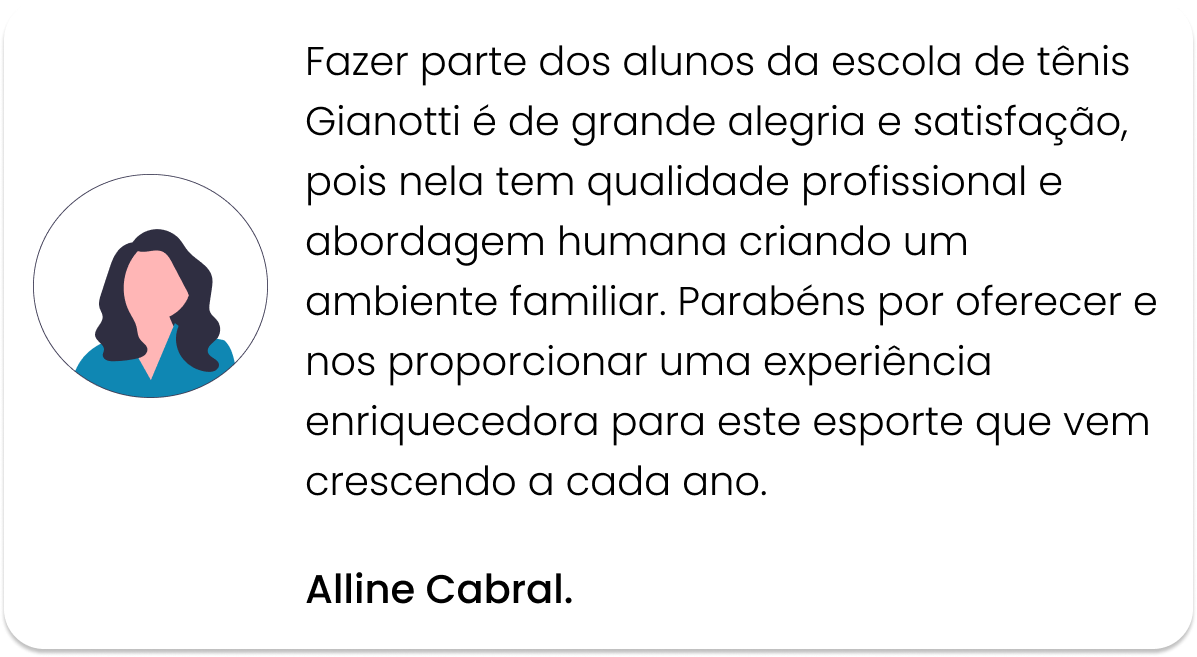 Fazer parte dos alunos da escola de tênis
Gianotti é de grande alegria e satisfação,
pois nela tem qualidade profissional e
abordagem humana criando um
ambiente familiar. Parabéns por oferecer e
nos proporcionar uma experiência
enriquecedora para este esporte que vem
crescendo a cada ano.
Alline Cabral.